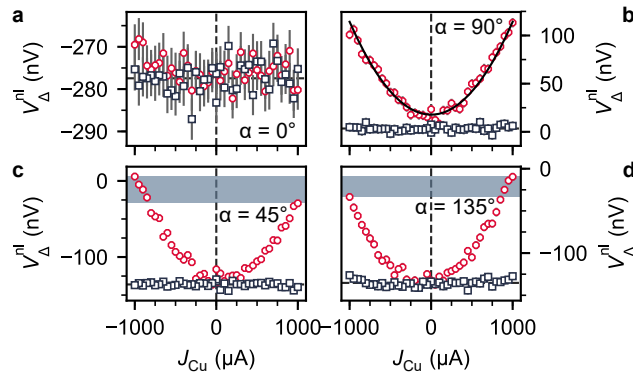 a
b
−270
−280
−290
V_Δ^nl (nV)
α = 0°
α = 90°
100
50
0
V_Δ^nl (nV)
c
d
0
−100
V_Δ^nl (nV)
α = 45°
α = 135°
0
−100
V_Δ^nl (nV)
−1000 0 1000
−1000 0 1000
J_Cu (μA)
J_Cu (μA)